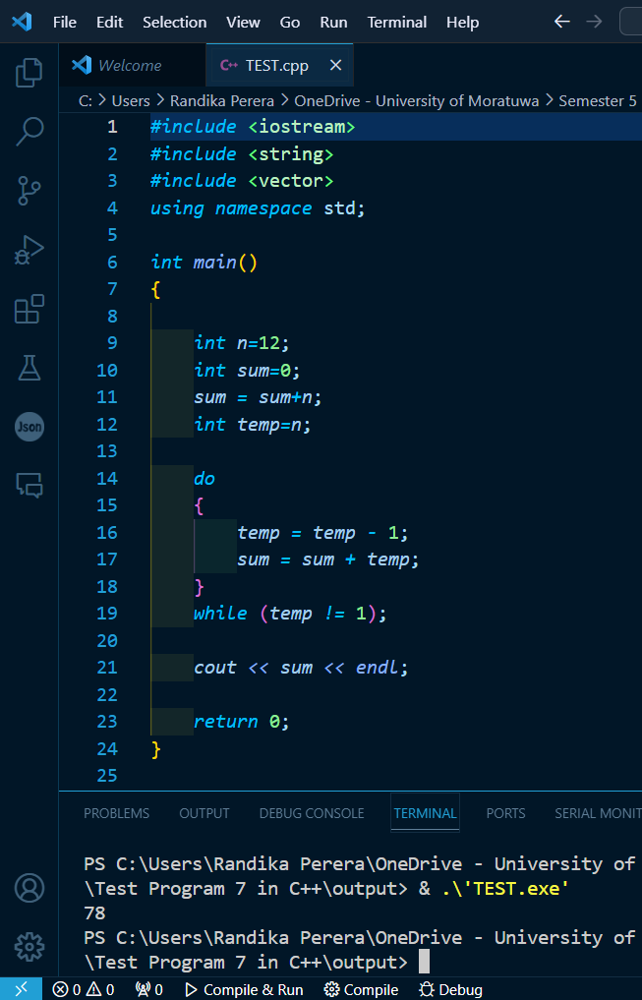 File Edit Selection View Go Run Terminal Help
Welcome
C++ TEST.cpp
C: > Users > Randika Perera > OneDrive - University of Moratuwa > Semester 5
1 #include <iostream>
2 #include <string>
3 #include <vector>
4 using namespace std;
5
6 int main()
7 {
8
9     int n=12;
10     int sum=0;
11     sum = sum+n;
12     int temp=n;
13
14     do
15     {
16         temp = temp - 1;
17         sum = sum + temp;
18     }
19     while (temp != 1);
20
21     cout << sum << endl;
22
23     return 0;
24 }
25
Json
PROBLEMS OUTPUT DEBUG CONSOLE TERMINAL PORTS SERIAL MONIT
PS C:\Users\Randika Perera\OneDrive - University of
\Test Program 7 in C++\output> & .\'TEST.exe'
78
PS C:\Users\Randika Perera\OneDrive - University of
\Test Program 7 in C++\output>
0 0 0 Compile & Run Compile Debug